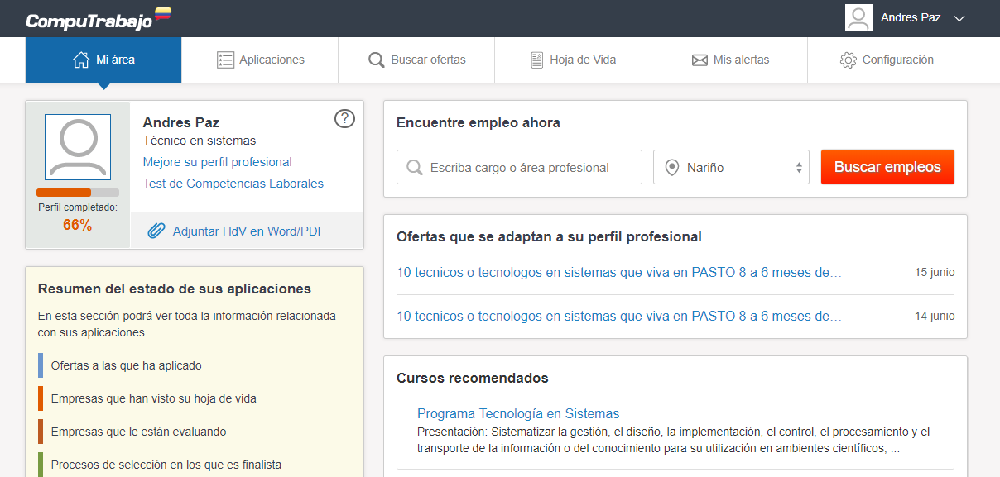 CompuTrabajo
Andres Paz
Mi área
Aplicaciones
Buscar ofertas
Hoja de Vida
Mis alertas
Configuración
Andres Paz
?
Técnico en sistemas
Mejore su perfil profesional
Test de Competencias Laborales
Perfil completado:
66%
Adjuntar HdV en Word/PDF
Resumen del estado de sus aplicaciones
En esta sección podrá ver toda la información relacionada
con sus aplicaciones
Ofertas a las que ha aplicado
Empresas que han visto su hoja de vida
Empresas que le están evaluando
Procesos de selección en los que es finalista
Encuentre empleo ahora
Escriba cargo o área profesional
Nariño
Buscar empleos
Ofertas que se adaptan a su perfil profesional
10 tecnicos o tecnologos en sistemas que viva en PASTO 8 a 6 meses de… 15 junio
10 tecnicos o tecnologos en sistemas que viva en PASTO 8 a 6 meses de… 14 junio
Cursos recomendados
Programa Tecnología en Sistemas
Presentación: Sistematizar la gestión, el diseño, la implementación, el control, el procesamiento y el
transporte de la información o del conocimiento para su utilización en ambientes científicos, ...